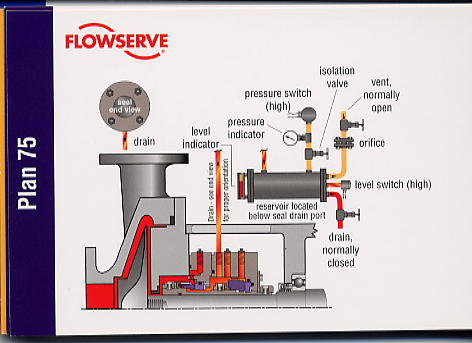 FLOWSERVE
Plan 75
seal
end view
drain
level
indicator
Drain - see end view
for proper orientation
pressure switch
(high)
pressure
indicator
isolation
valve
vent,
normally
open
orifice
level switch (high)
reservoir located
below seal drain port
drain,
normally
closed